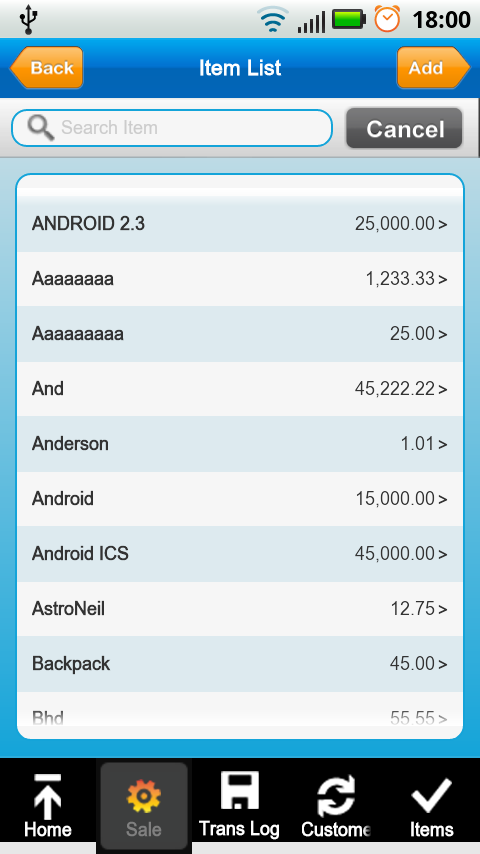 18:00
Back Item List Add
Search Item Cancel
ANDROID 2.3 25,000.00 >
Aaaaaaaa 1,233.33 >
Aaaaaaaaa 25.00 >
And 45,222.22 >
Anderson 1.01 >
Android 15,000.00 >
Android ICS 45,000.00 >
AstroNeil 12.75 >
Backpack 45.00 >
Bhd 55.55 >
Home Sale Trans Log Custome Items